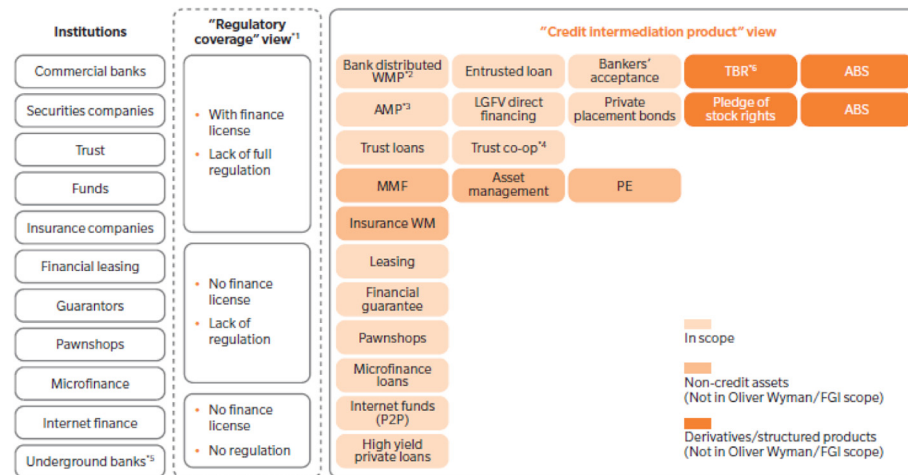 Institutions
Commercial banks
Securities companies
Trust
Funds
Insurance companies
Financial leasing
Guarantors
Pawnshops
Microfinance
Internet finance
Underground banks*5
"Regulatory
coverage" view*1
• With finance
license
• Lack of full
regulation
• No finance
license
• Lack of
regulation
• No finance
license
• No regulation
"Credit intermediation product" view
Bank distributed
WMP*2
Entrusted loan
Bankers'
acceptance
TBR*6
ABS
AMP*3
LGFV direct
financing
Private
placement bonds
Pledge of
stock rights
ABS
Trust loans
Trust co-op*4
MMF
Asset
management
PE
Insurance WM
Leasing
Financial
guarantee
Pawnshops
Microfinance
loans
Internet funds
(P2P)
High yield
private loans
In scope
Non-credit assets
(Not in Oliver Wyman/FGI scope)
Derivatives/structured products
(Not in Oliver Wyman/FGI scope)